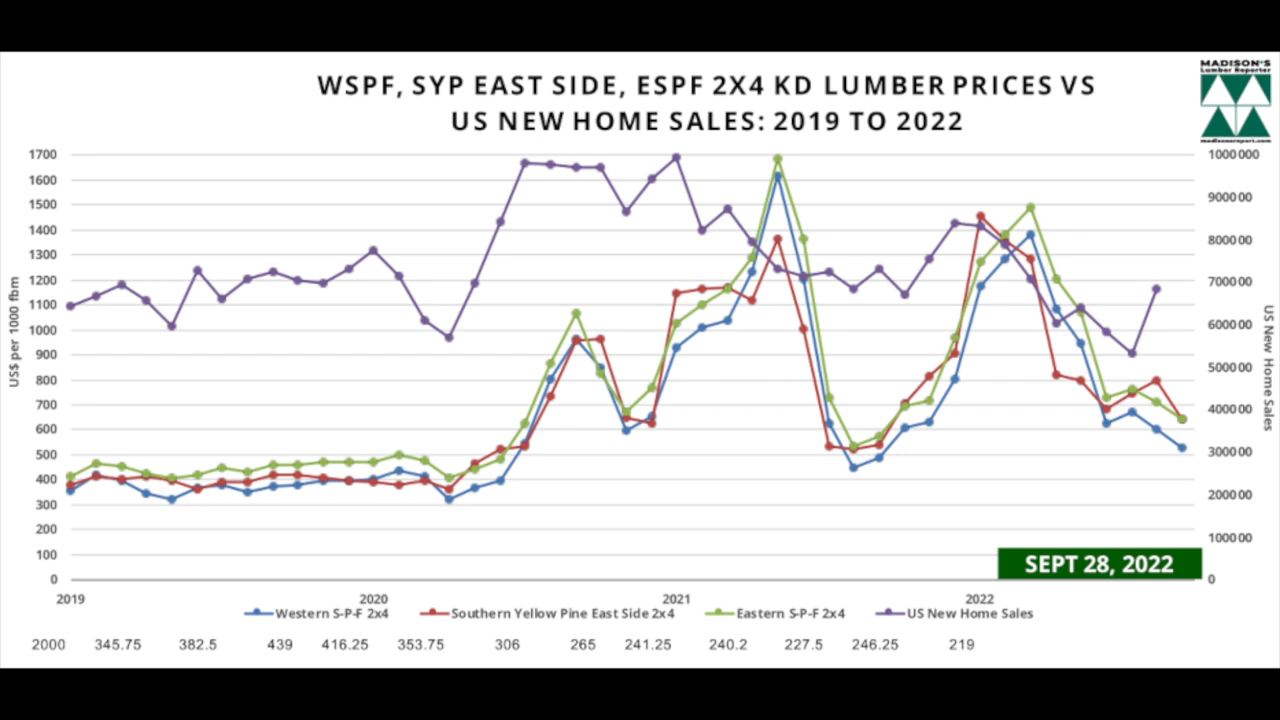 WSPF, SYP EAST SIDE, ESPF 2X4 KD LUMBER PRICES VS
US NEW HOME SALES: 2019 TO 2022
MADISON'S
Lumber Reporter
madisonsreport.com
1700
1600
1500
1400
1300
1200
1100
1000
900
800
700
600
500
400
300
200
100
0
US$ per 1000 fbm
1000000
900000
800000
700000
600000
500000
400000
300000
200000
100000
0
US New Home Sales
SEPT 28, 2022
2019 2020 2021 2022
Western S-P-F 2x4 Southern Yellow Pine East Side 2x4 Eastern S-P-F 2x4 US New Home Sales
2000 345.75 382.5 439 416.25 353.75 306 265 241.25 240.2 227.5 246.25 219